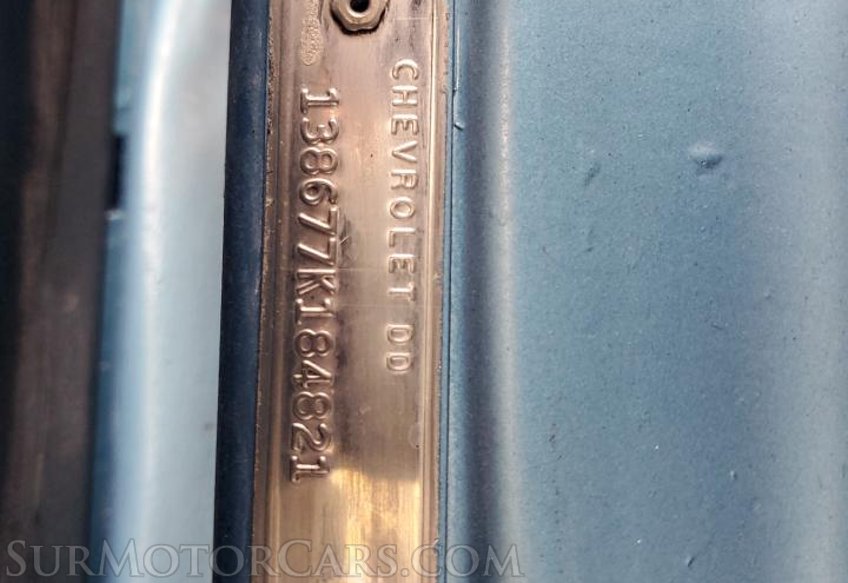 CHEVROLET DD
138677K184821
SURMOTORCARS.COM